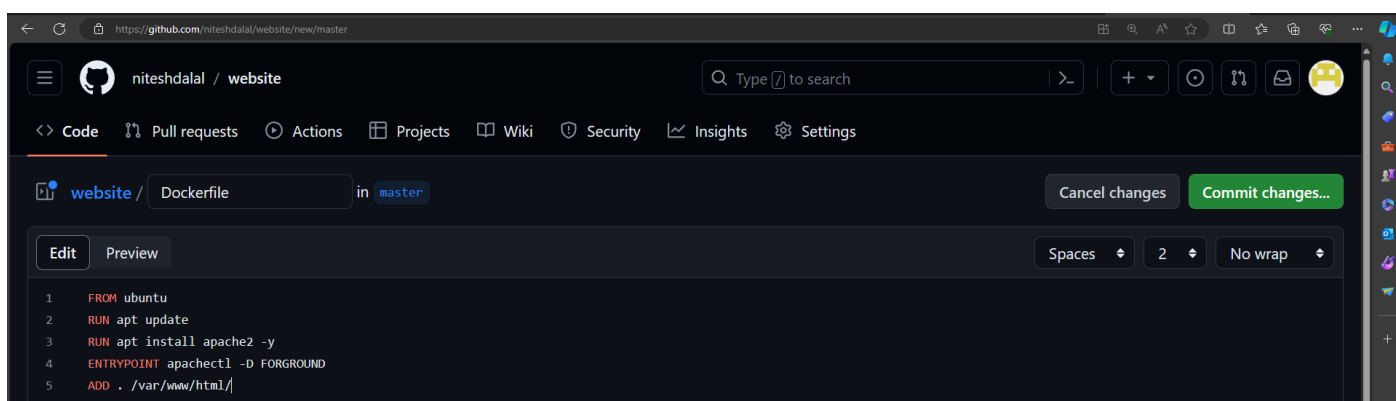 https://github.com/niteshdalal/website/new/master
niteshdalal / website
Type / to search
Code Pull requests Actions Projects Wiki Security Insights Settings
website / Dockerfile in master
Cancel changes Commit changes...
Edit Preview
Spaces 2 No wrap
1 FROM ubuntu
2 RUN apt update
3 RUN apt install apache2 -y
4 ENTRYPOINT apachectl -D FORGROUND
5 ADD . /var/www/html/